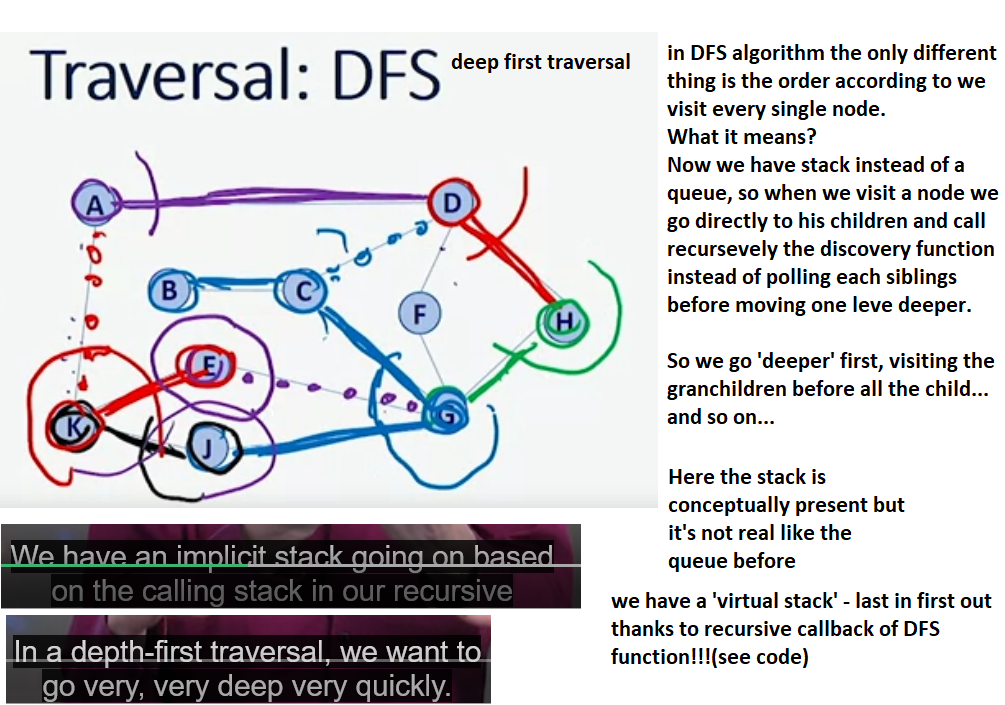 Traversal: DFS deep first traversal
A
D
B
C
F
H
E
G
K
J
in DFS algorithm the only different
thing is the order according to we
visit every single node.
What it means?
Now we have stack instead of a
queue, so when we visit a node we
go directly to his children and call
recursevely the discovery function
instead of polling each siblings
before moving one leve deeper.
So we go 'deeper' first, visiting the
granchildren before all the child...
and so on...
Here the stack is
conceptually present but
it's not real like the
queue before
We have an implicit stack going on based
on the calling stack in our recursive
In a depth-first traversal, we want to
go very, very deep very quickly.
we have a 'virtual stack' - last in first out
thanks to recursive callback of DFS
function!!!(see code)